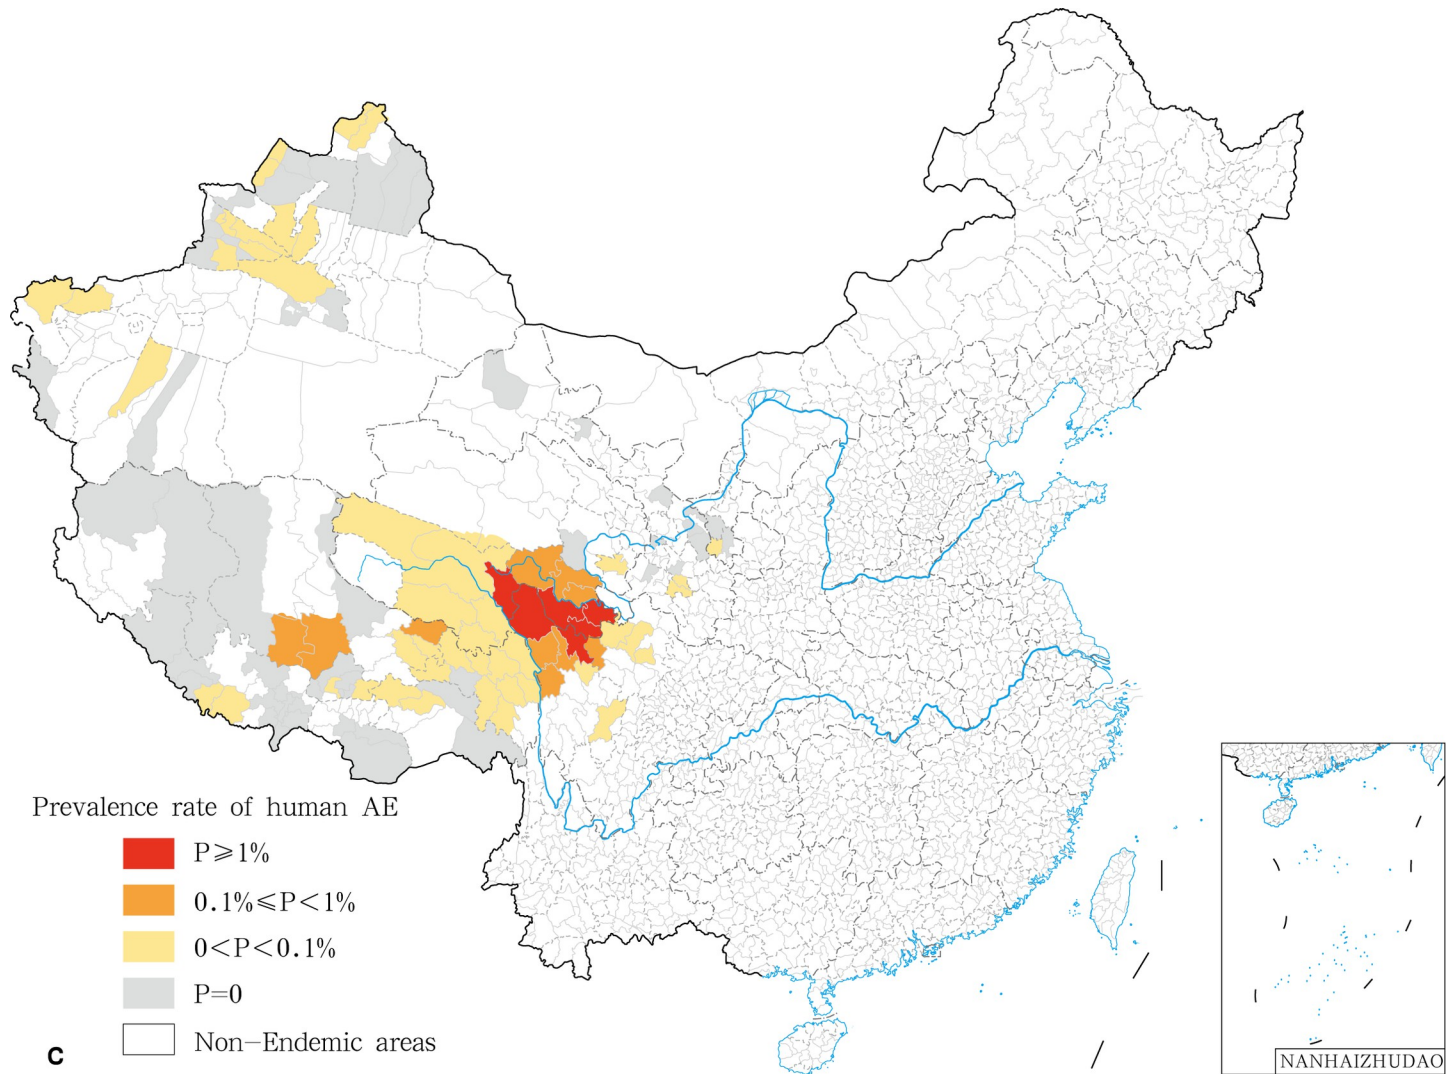 Prevalence rate of human AE
P⩾1%
0.1%⩽P<1%
0<P<0.1%
P=0
Non-Endemic areas
C
NANHAIZHUDAO